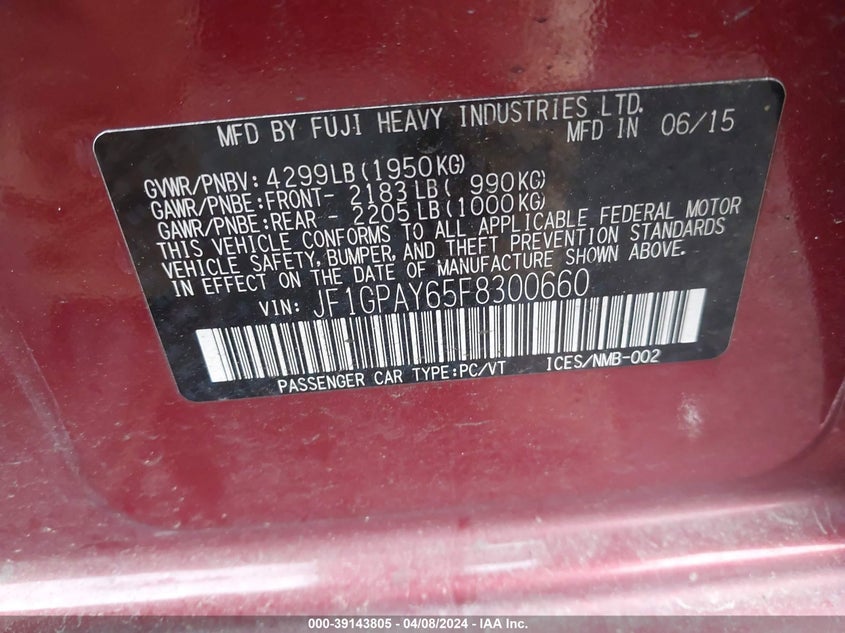 MFD BY FUJI HEAVY INDUSTRIES LTD.
MFD IN 06/15
GVWR/PNBV: 4299LB(1950KG)
GAWR/PNBE:FRONT- 2183LB( 990KG)
GAWR/PNBE:REAR - 2205LB(1000KG)
THIS VEHICLE CONFORMS TO ALL APPLICABLE FEDERAL MOTOR
VEHICLE SAFETY, BUMPER, AND THEFT PREVENTION STANDARDS
IN EFFECT ON THE DATE OF MANUFACTURE SHOWN ABOVE.
VIN: JF1GPAY65F8300660
PASSENGER CAR TYPE:PC/VT ICES/NMB-002
000-39143805 - 04/08/2024 - IAA Inc.